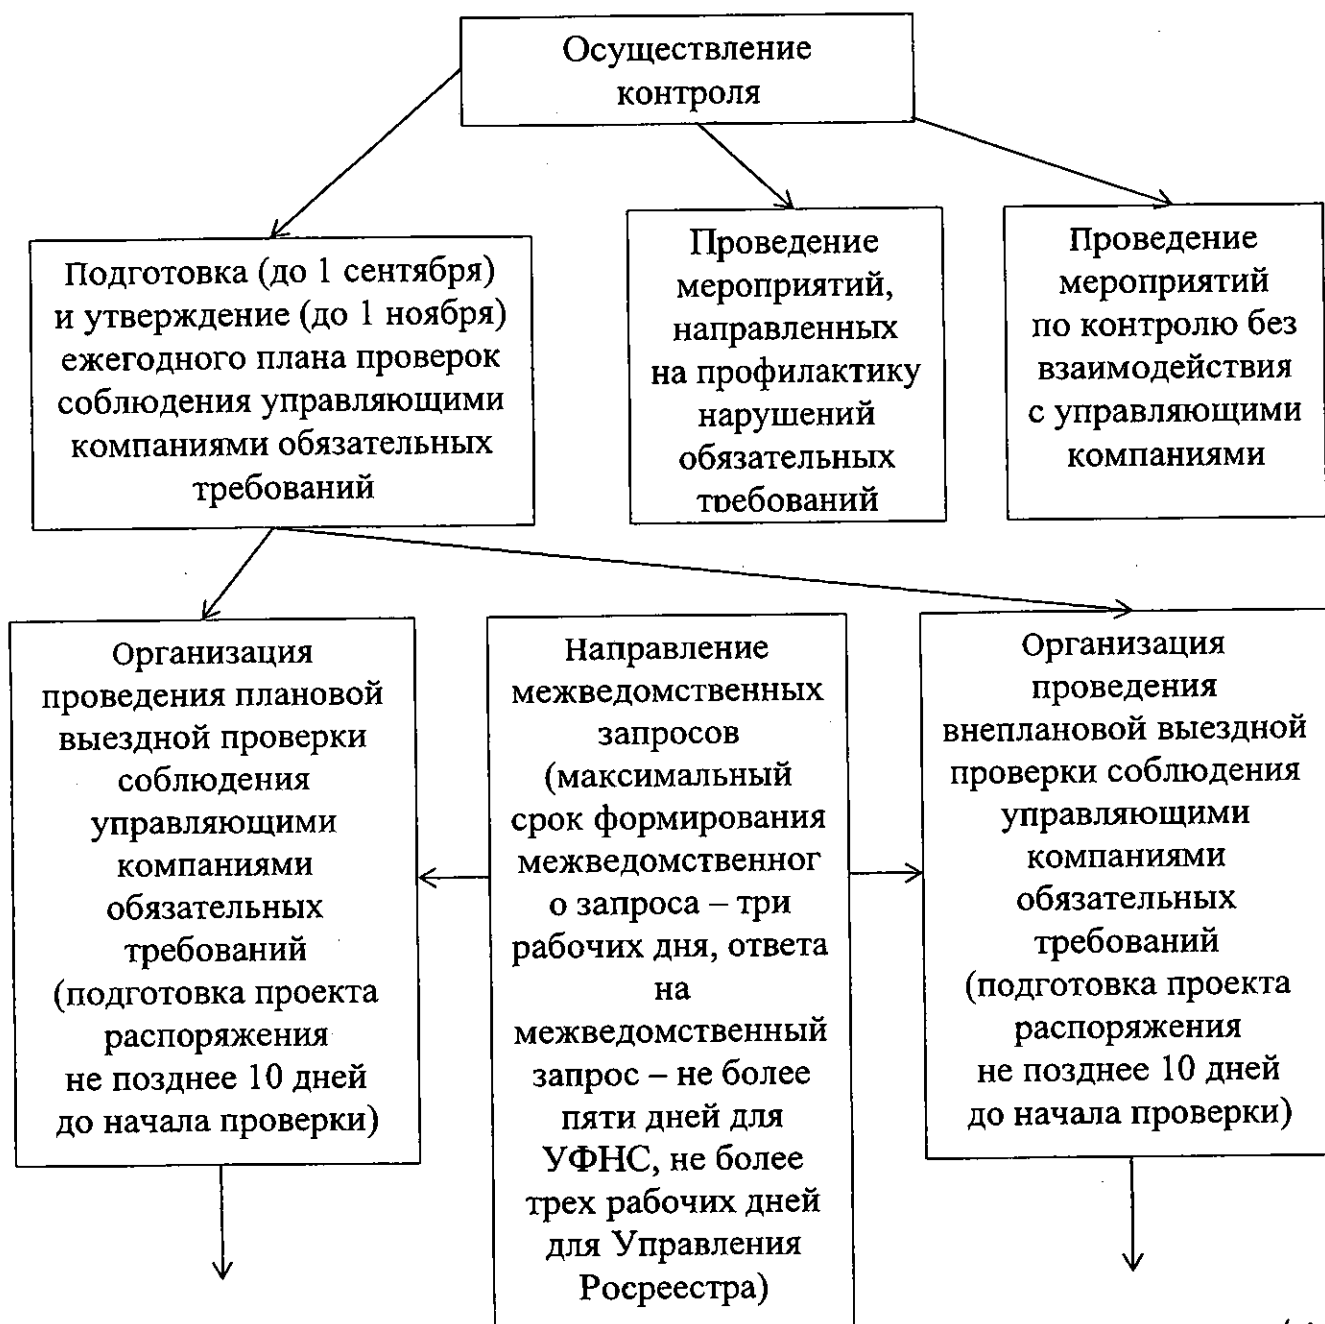 Осуществление
контроля
Подготовка (до 1 сентября)
и утверждение (до 1 ноября)
ежегодного плана проверок
соблюдения управляющими
компаниями обязательных
требований
Проведение
мероприятий,
направленных
на профилактику
нарушений
обязательных
требований
Проведение
мероприятий
по контролю без
взаимодействия
с управляющими
компаниями
Организация
проведения плановой
выездной проверки
соблюдения
управляющими
компаниями
обязательных
требований
(подготовка проекта
распоряжения
не позднее 10 дней
до начала проверки)
Направление
межведомственных
запросов
(максимальный
срок формирования
межведомственног
о запроса – три
рабочих дня, ответа
на
межведомственный
запрос – не более
пяти дней для
УФНС, не более
трех рабочих дней
для Управления
Росреестра)
Организация
проведения
внеплановой выездной
проверки соблюдения
управляющими
компаниями
обязательных
требований
(подготовка проекта
распоряжения
не позднее 10 дней
до начала проверки)